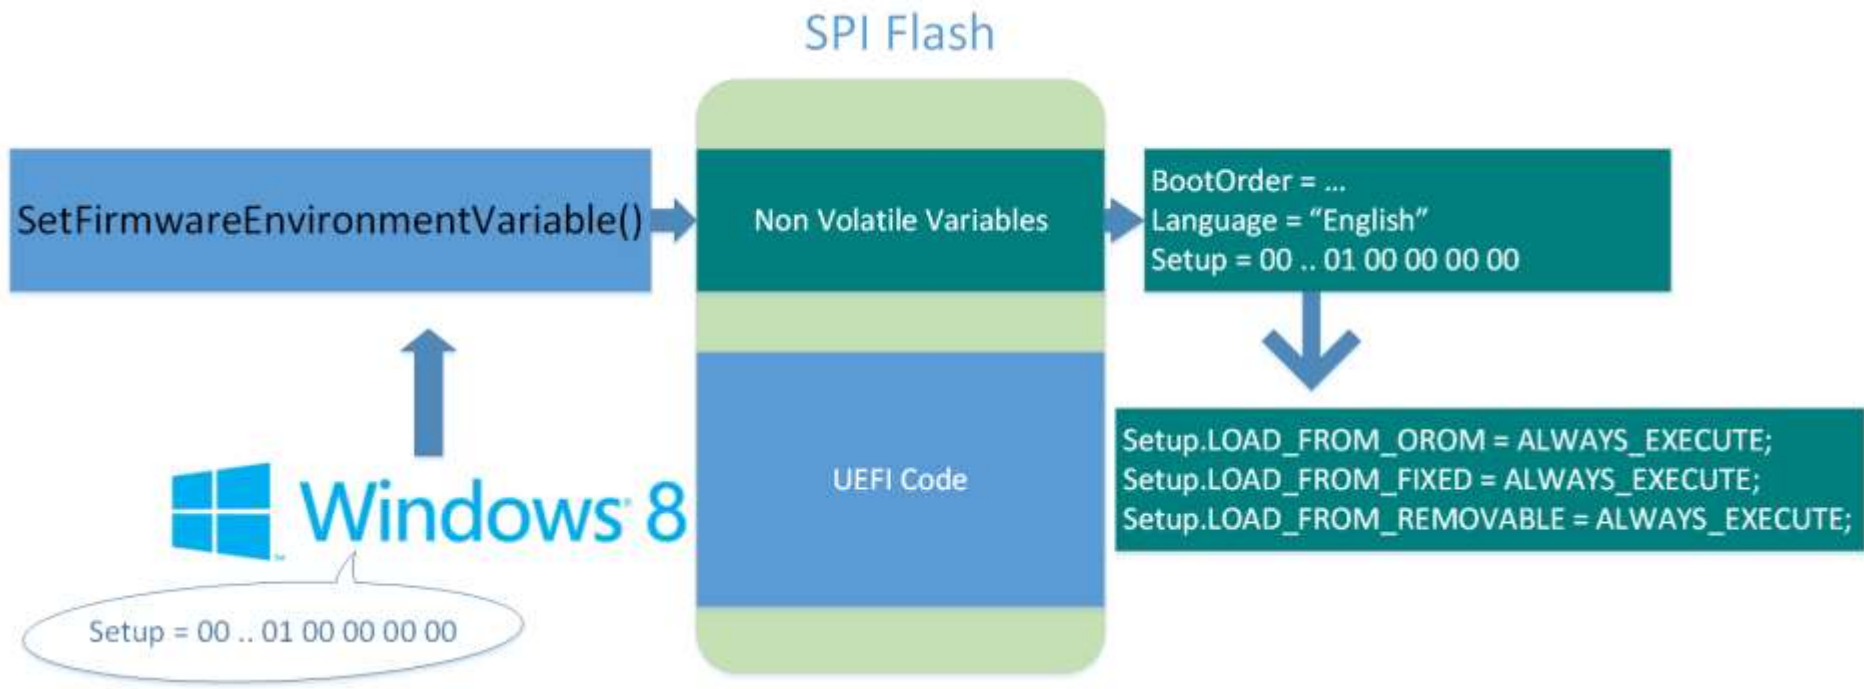 SPI Flash
SetFirmwareEnvironmentVariable()
Non Volatile Variables
BootOrder = ...
Language = “English”
Setup = 00 .. 01 00 00 00 00
UEFI Code
Setup.LOAD_FROM_OROM = ALWAYS_EXECUTE;
Setup.LOAD_FROM_FIXED = ALWAYS_EXECUTE;
Setup.LOAD_FROM_REMOVABLE = ALWAYS_EXECUTE;
Windows 8
Setup = 00 .. 01 00 00 00 00